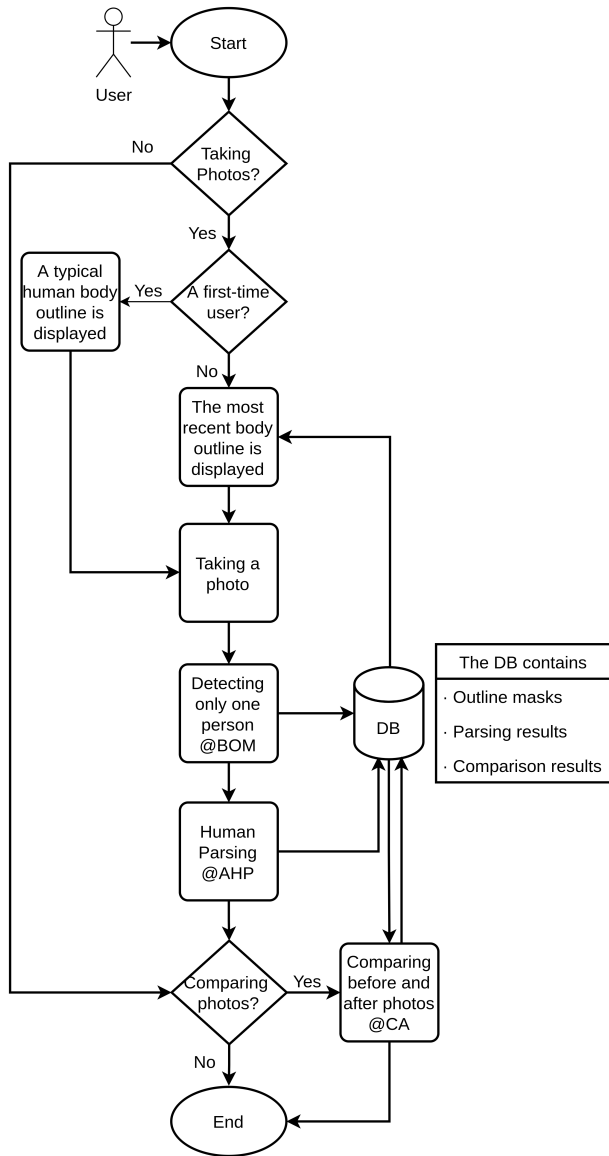 Start
User
No
Taking
Photos?
Yes
A typical
human body
outline is
displayed
Yes
A first-time
user?
No
The most
recent body
outline is
displayed
Taking a
photo
Detecting
only one
person
@BOM
DB
The DB contains
· Outline masks
· Parsing results
· Comparison results
Human
Parsing
@AHP
Comparing
photos?
Yes
Comparing
before and
after photos
@CA
No
End